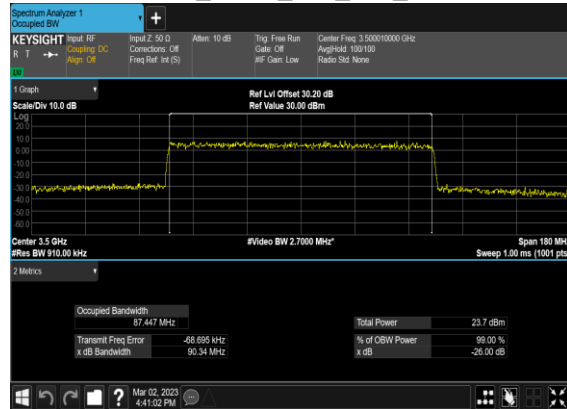 Spectrum Analyzer 1
Occupied BW
+
KEYSIGHT Input: RF Input Z: 50 Ω Atten: 10 dB Trig: Free Run Center Freq: 3.500010000 GHz
R T Coupling: DC Corrections: Off Gate: Off Avg|Hold: 100/100
Align: Off Freq Ref: Int (S) #IF Gain: Low Radio Std: None
LW
1 Graph
Ref Lvl Offset 30.20 dB
Scale/Div 10.0 dB Ref Value 30.00 dBm
Log
20.0
10.0
0.00
-10.0
-20.0
-30.0
-40.0
-50.0
-60.0
Center 3.5 GHz #Video BW 2.7000 MHz* Span 180 MH
#Res BW 910.00 kHz Sweep 1.00 ms (1001 pts
2 Metrics
Occupied Bandwidth
87.447 MHz Total Power 23.7 dBm
Transmit Freq Error -68.695 kHz % of OBW Power 99.00 %
x dB Bandwidth 90.34 MHz x dB -26.00 dB
? Mar 02, 2023
4:41:02 PM